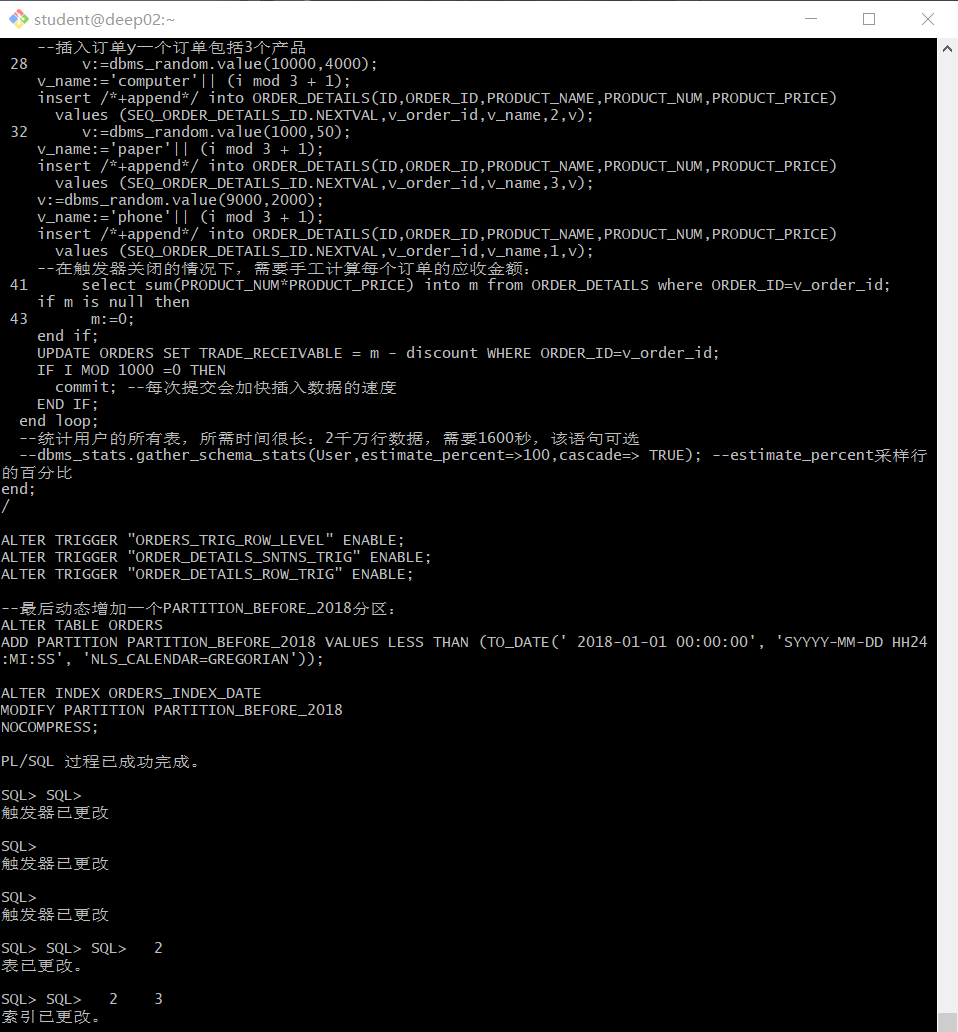 student@deep02:~
--插入订单y一个订单包括3个产品
28      v:=dbms_random.value(10000,4000);
v_name:='computer'|| (i mod 3 + 1);
insert /*+append*/ into ORDER_DETAILS(ID,ORDER_ID,PRODUCT_NAME,PRODUCT_NUM,PRODUCT_PRICE)
values (SEQ_ORDER_DETAILS_ID.NEXTVAL,v_order_id,v_name,2,v);
32      v:=dbms_random.value(1000,50);
v_name:='paper'|| (i mod 3 + 1);
insert /*+append*/ into ORDER_DETAILS(ID,ORDER_ID,PRODUCT_NAME,PRODUCT_NUM,PRODUCT_PRICE)
values (SEQ_ORDER_DETAILS_ID.NEXTVAL,v_order_id,v_name,3,v);
v:=dbms_random.value(9000,2000);
v_name:='phone'|| (i mod 3 + 1);
insert /*+append*/ into ORDER_DETAILS(ID,ORDER_ID,PRODUCT_NAME,PRODUCT_NUM,PRODUCT_PRICE)
values (SEQ_ORDER_DETAILS_ID.NEXTVAL,v_order_id,v_name,1,v);
--在触发器关闭的情况下，需要手工计算每个订单的应收金额：
41      select sum(PRODUCT_NUM*PRODUCT_PRICE) into m from ORDER_DETAILS where ORDER_ID=v_order_id;
if m is null then
43       m:=0;
end if;
UPDATE ORDERS SET TRADE_RECEIVABLE = m - discount WHERE ORDER_ID=v_order_id;
IF I MOD 1000 =0 THEN
commit; --每次提交会加快插入数据的速度
END IF;
end loop;
--统计用户的所有表，所需时间很长：2千万行数据，需要1600秒，该语句可选
--dbms_stats.gather_schema_stats(User,estimate_percent=>100,cascade=> TRUE); --estimate_percent采样行
的百分比
end;
/
ALTER TRIGGER "ORDERS_TRIG_ROW_LEVEL" ENABLE;
ALTER TRIGGER "ORDER_DETAILS_SNTNS_TRIG" ENABLE;
ALTER TRIGGER "ORDER_DETAILS_ROW_TRIG" ENABLE;
--最后动态增加一个PARTITION_BEFORE_2018分区：
ALTER TABLE ORDERS
ADD PARTITION PARTITION_BEFORE_2018 VALUES LESS THAN (TO_DATE(' 2018-01-01 00:00:00', 'SYYYY-MM-DD HH24
:MI:SS', 'NLS_CALENDAR=GREGORIAN'));
ALTER INDEX ORDERS_INDEX_DATE
MODIFY PARTITION PARTITION_BEFORE_2018
NOCOMPRESS;
PL/SQL 过程已成功完成。
SQL> SQL>
触发器已更改
SQL>
触发器已更改
SQL>
触发器已更改
SQL> SQL> SQL>   2
表已更改。
SQL> SQL>   2    3
索引已更改。